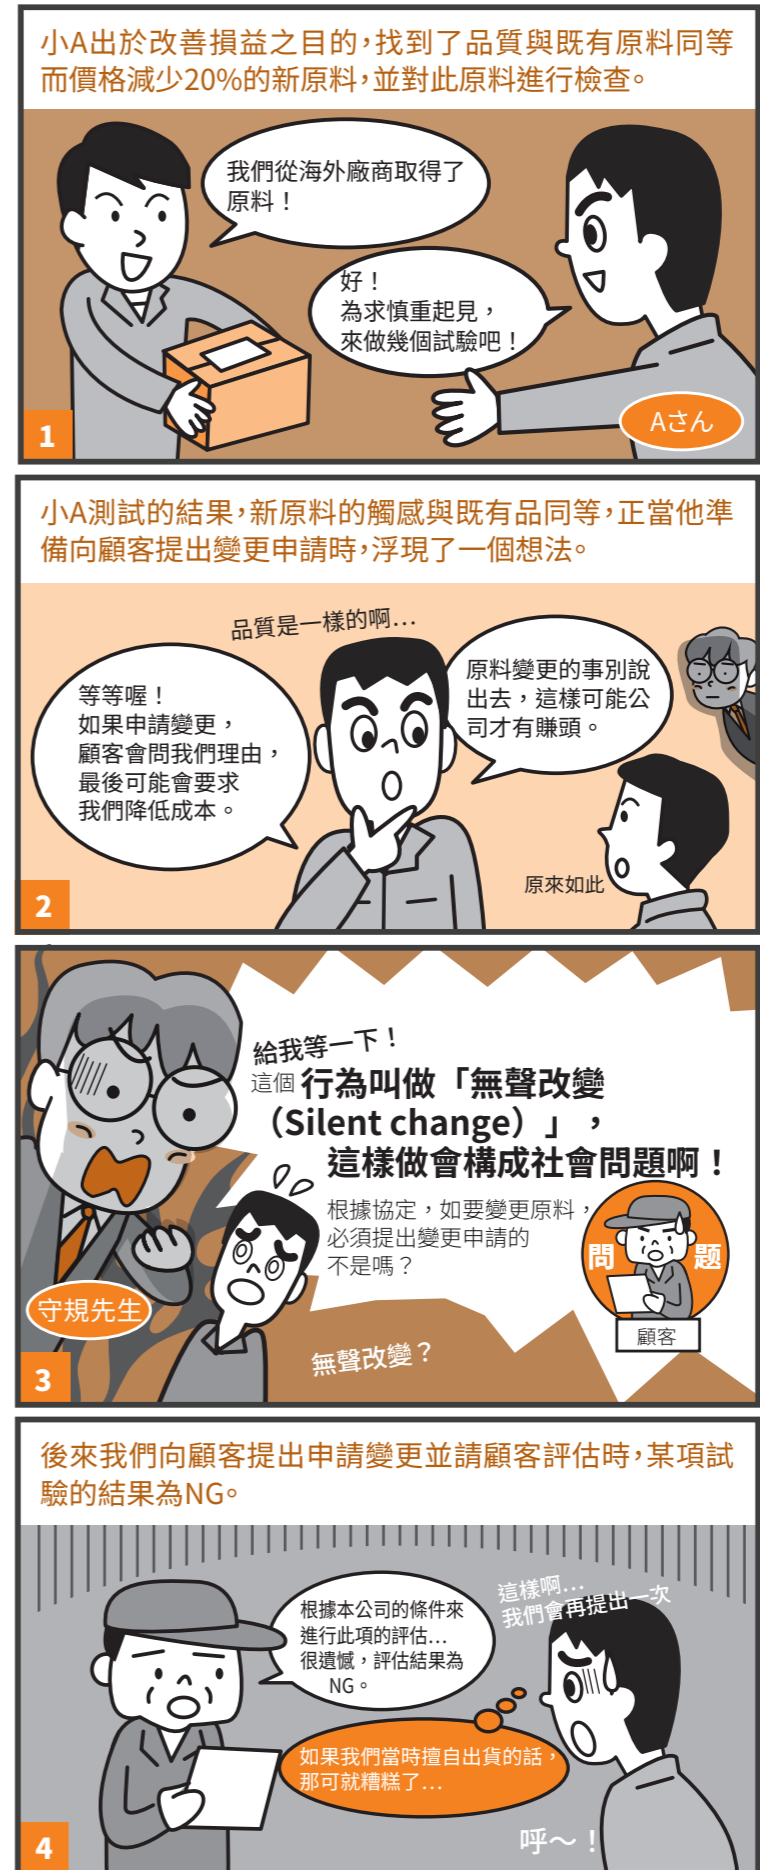 小A出於改善損益之目的，找到了品質與既有原料同等
而價格減少20%的新原料，並對此原料進行檢查。
我們從海外廠商取得了
原料！
好！
為求慎重起見，
來做幾個試驗吧！
Aさん
1
小A測試的結果，新原料的觸感與既有品同等，正當他準
備向顧客提出變更申請時，浮現了一個想法。
品質是一樣的啊…
等等喔！
如果申請變更，
顧客會問我們理由，
最後可能會要求
我們降低成本。
原料變更的事別說
出去，這樣可能公
司才有賺頭。
原來如此
2
給我等一下！
這個 行為叫做「無聲改變
（Silent change）」，
這樣做會構成社會問題啊！
根據協定，如要變更原料，
必須提出變更申請的
不是嗎？
問 题
顧客
守規先生
無聲改變？
3
後來我們向顧客提出申請變更並請顧客評估時，某項試
驗的結果為NG。
根據本公司的條件來
進行此項的評估…
很遺憾，評估結果為
NG。
這樣啊…
我們會再提出一次
如果我們當時擅自出貨的話，
那可就糟糕了…
呼～！
4